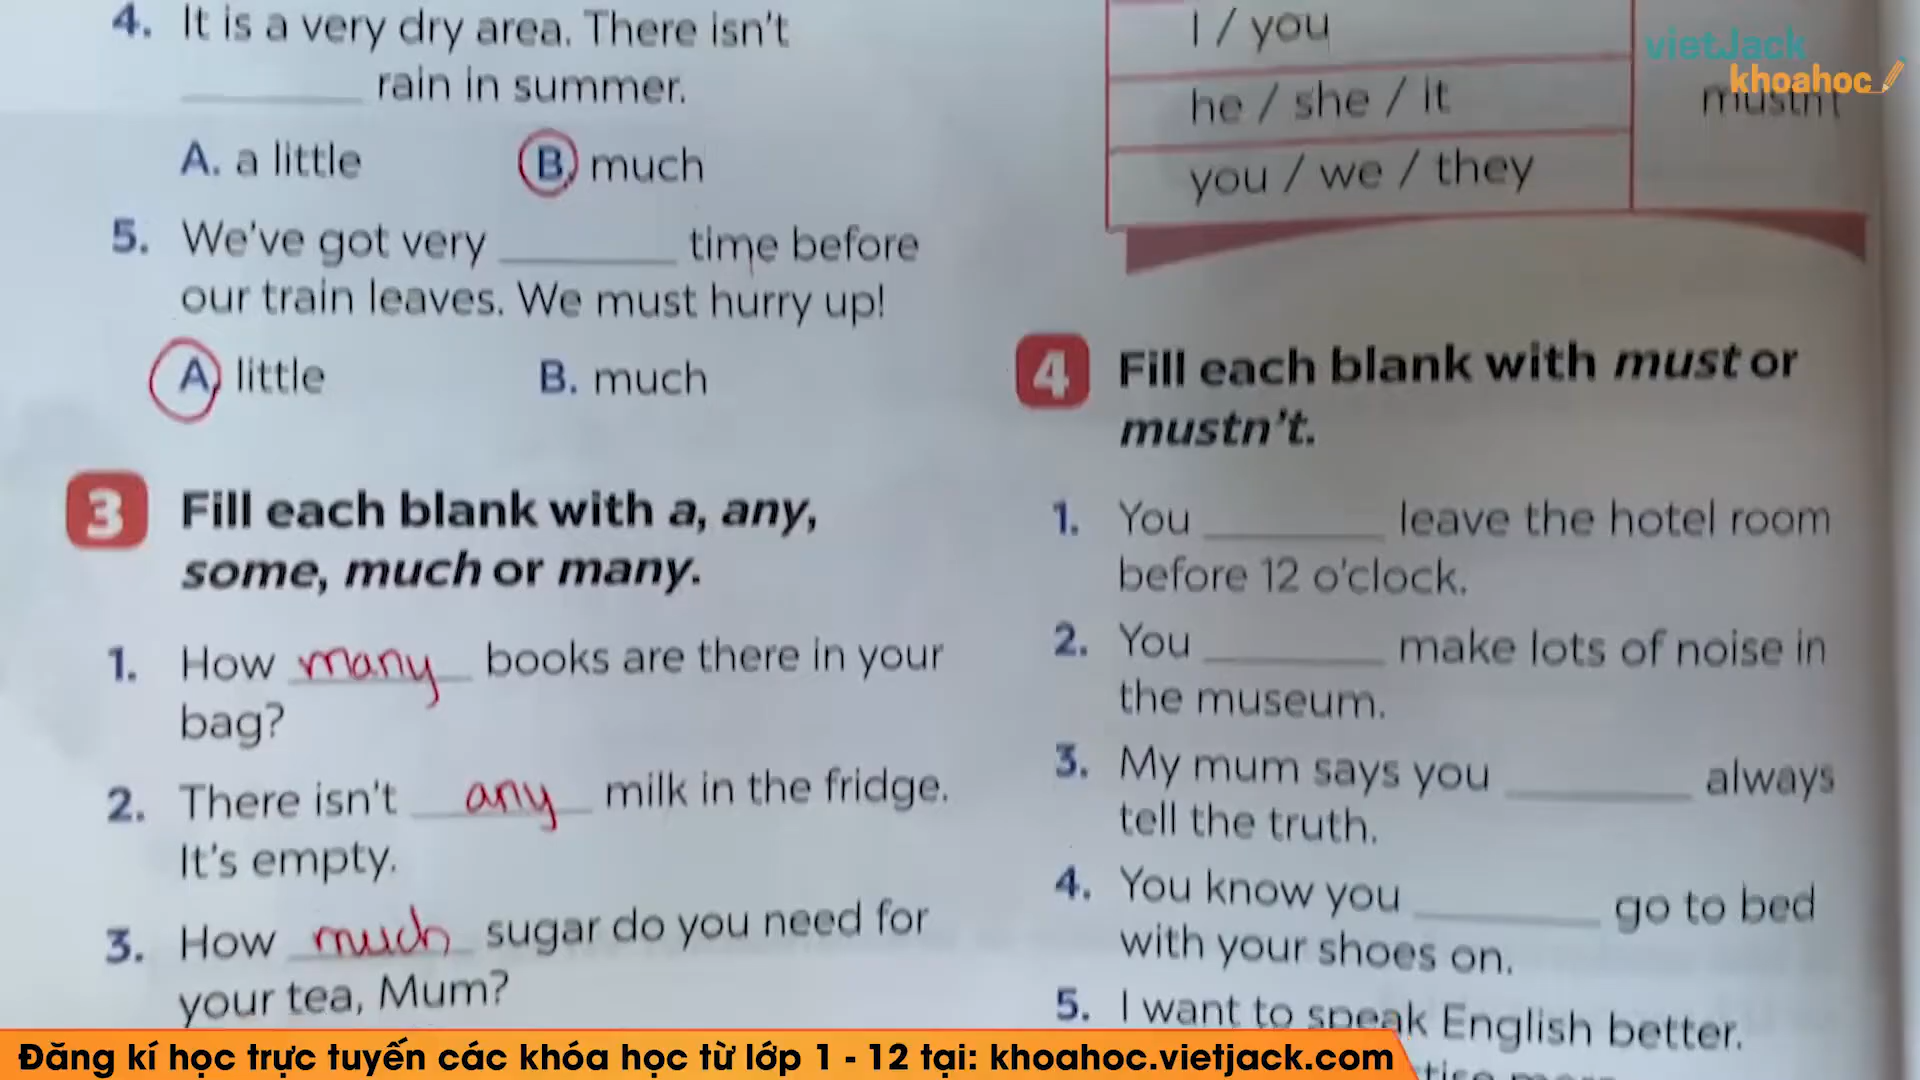 4. It is a very dry area. There isn't
________ rain in summer.
A. a little B. much
5. We've got very ________ time before
our train leaves. We must hurry up!
A. little B. much
3 Fill each blank with a, any,
some, much or many.
1. How many books are there in your
bag?
2. There isn't any milk in the fridge.
It's empty.
3. How much sugar do you need for
your tea, Mum?
I / you
he / she / it
mustn't
you / we / they
4 Fill each blank with must or
mustn't.
1. You ________ leave the hotel room
before 12 o'clock.
2. You ________ make lots of noise in
the museum.
3. My mum says you ________ always
tell the truth.
4. You know you ________ go to bed
with your shoes on.
5. I want to speak English better.
vietJack
khoahoc
Đăng kí học trực tuyến các khóa học từ lớp 1 - 12 tại: khoahoc.vietjack.com